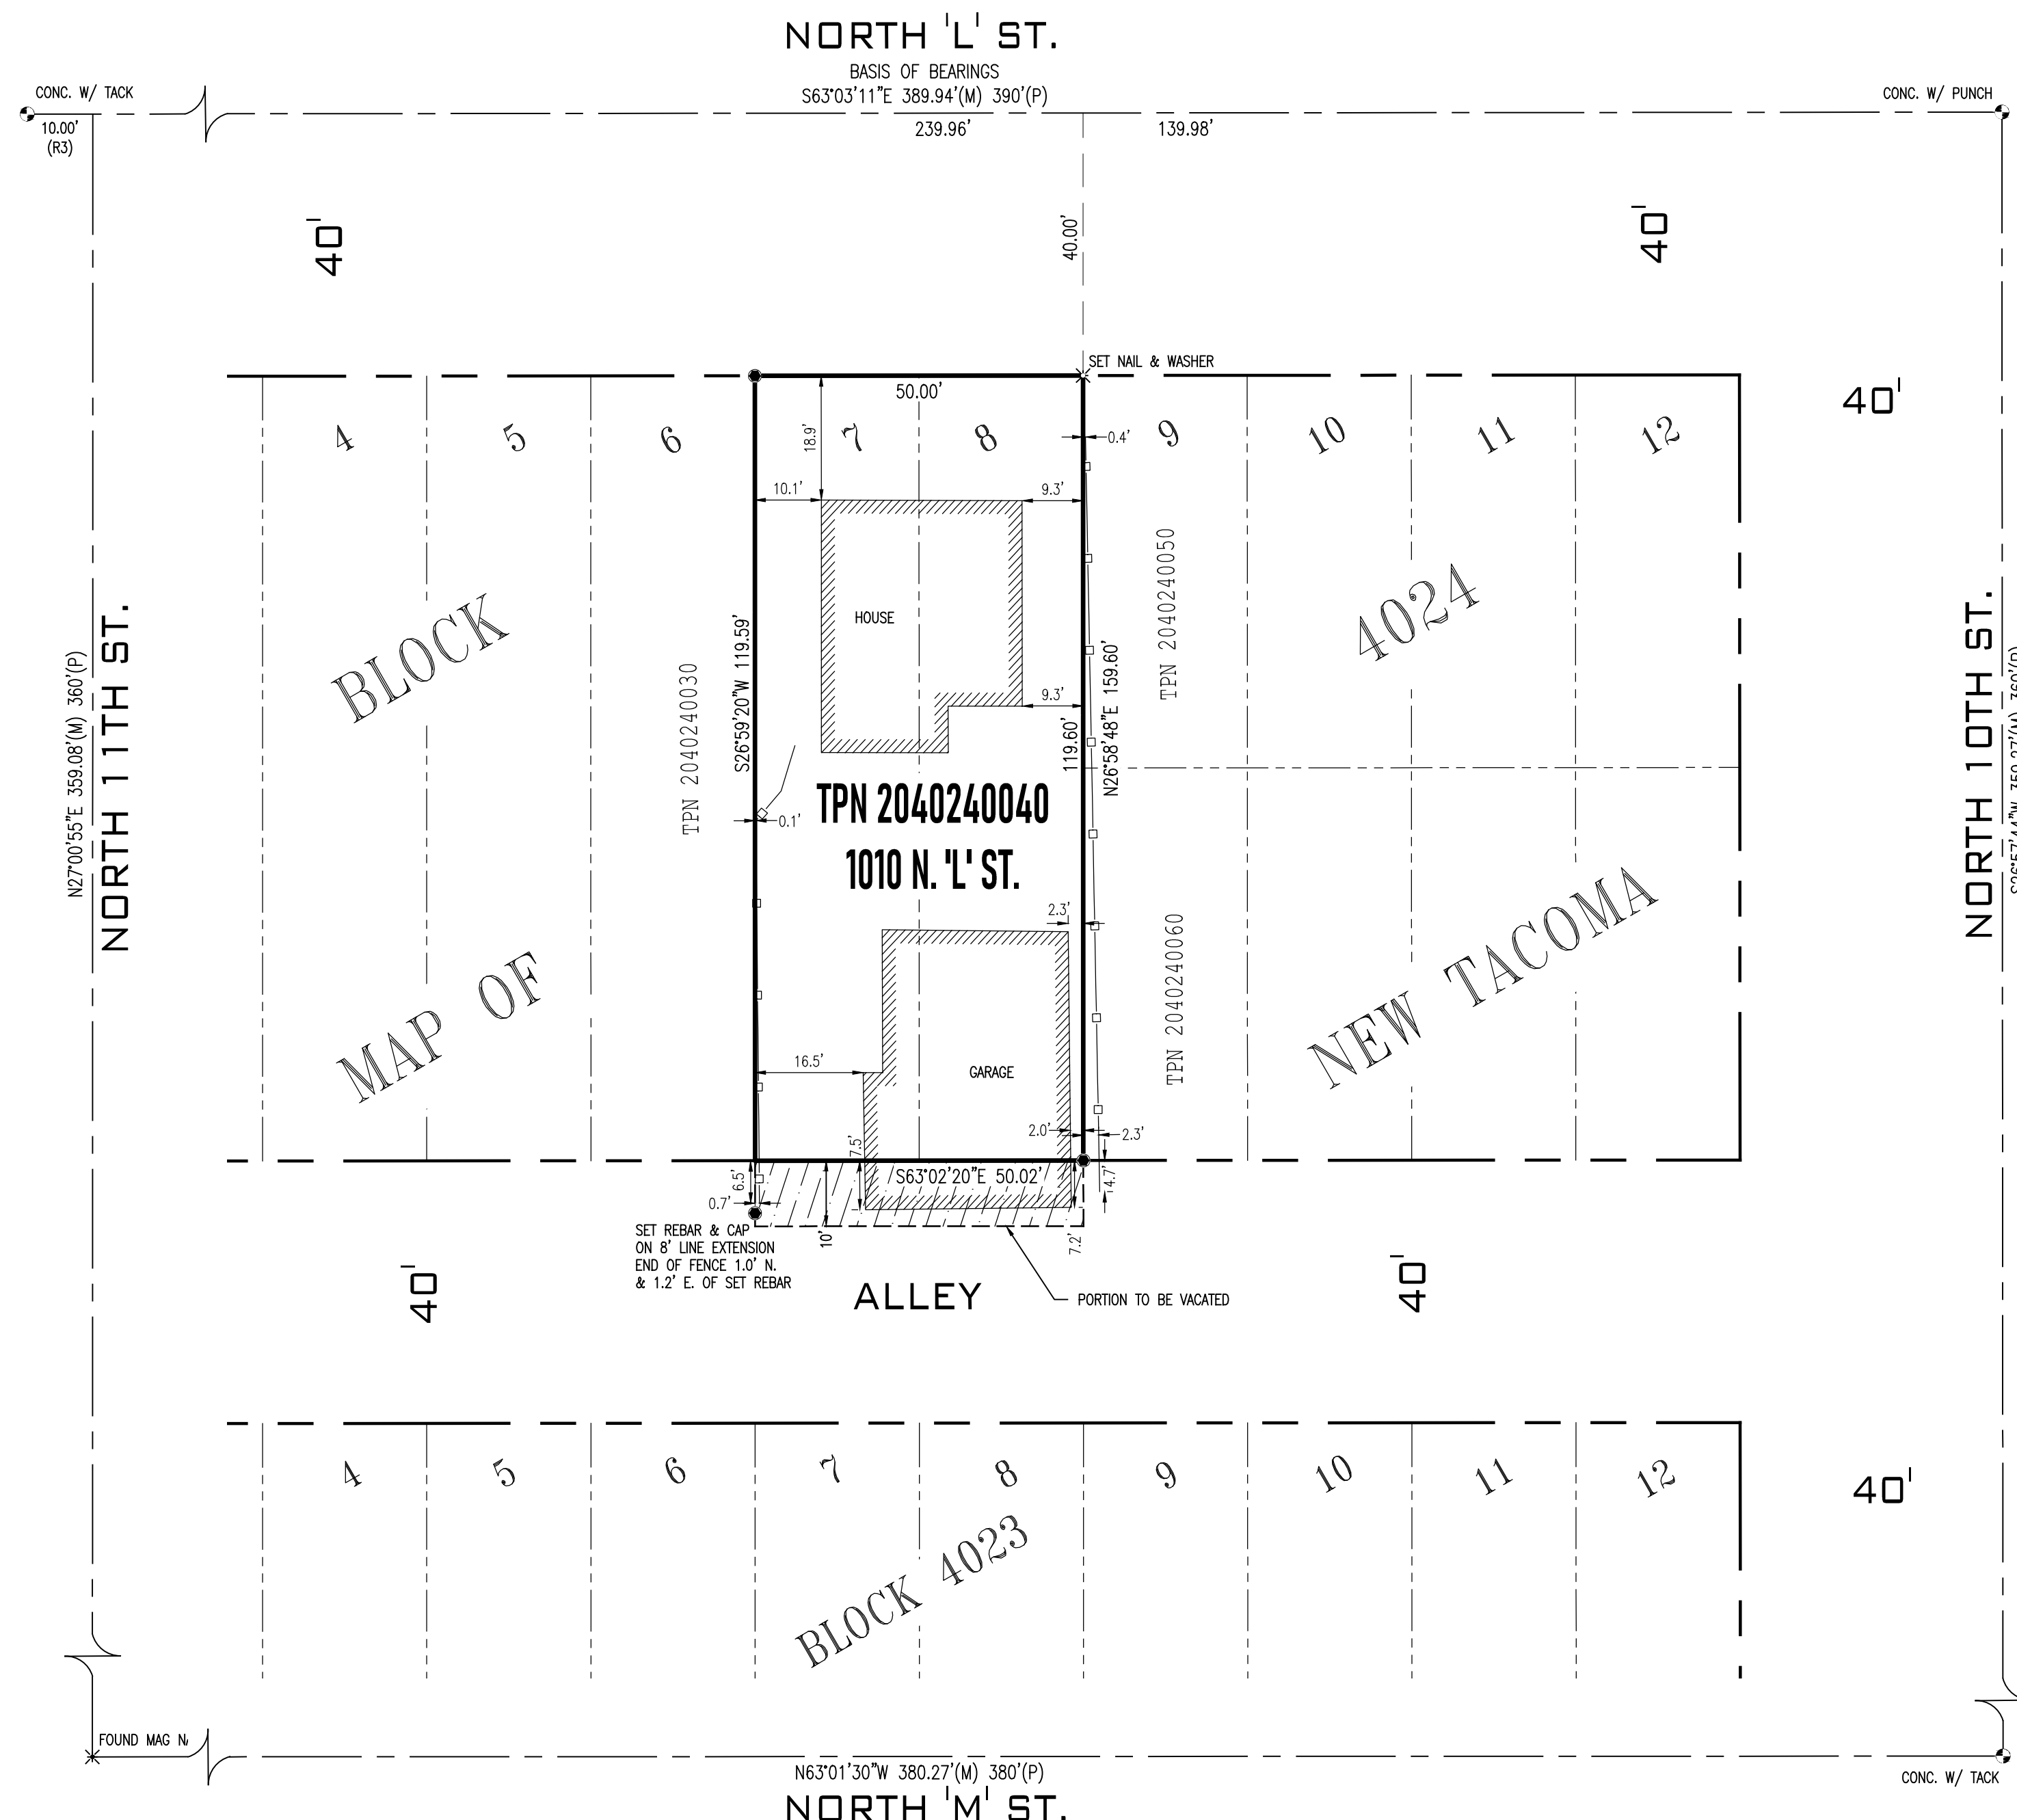 NORTH 'L' ST.
BASIS OF BEARINGS
S63°03'11"E 389.94'(M) 390'(P)
CONC. W/ TACK
CONC. W/ PUNCH
10.00'
(R3)
239.96'
139.98'
40'
40.00'
40'
SET NAIL & WASHER
50.00'
40'
4
5
6
7
8
9
10
11
12
18.9'
0.4'
10.1'
9.3'
HOUSE
TPN 2040240050
BLOCK
4024
NORTH 11TH ST.
N27°00'55"E 359.08'(M) 360'(P)
TPN 2040240030
S26°59'20"W 119.59'
9.3'
119.60'
N26°58'48"E 159.60'
NORTH 10TH ST.
TPN 2040240040
0.1'
1010 N. 'L' ST.
2.3'
MAP OF
NEW TACOMA
TPN 2040240060
16.5'
GARAGE
2.0'
2.3'
7.5'
S63°02'20"E 50.02'
6.5'
4.7'
0.7'
10'
7.2'
SET REBAR & CAP
ON 8' LINE EXTENSION
END OF FENCE 1.0' N.
& 1.2' E. OF SET REBAR
40'
ALLEY
PORTION TO BE VACATED
40'
4
5
6
7
8
9
10
11
12
40'
BLOCK 4023
FOUND MAG
N63°01'30"W 380.27'(M) 380'(P)
CONC. W/ TACK
NORTH 'M' ST.